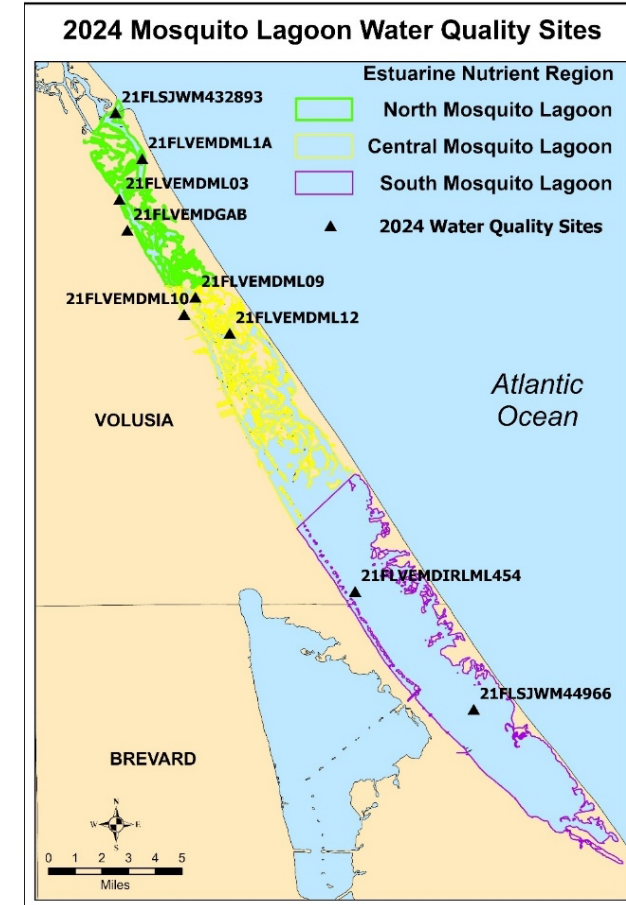 2024 Mosquito Lagoon Water Quality Sites
Estuarine Nutrient Region
North Mosquito Lagoon
Central Mosquito Lagoon
South Mosquito Lagoon
2024 Water Quality Sites
21FLSJWM432893
21FLVEMDML1A
21FLVEMDML03
21FLVEMDGAB
21FLVEMDML09
21FLVEMDML10
21FLVEMDML12
Atlantic
Ocean
VOLUSIA
21FLVEMDIRLML454
21FLSJWM44966
BREVARD
N
W E
S
0 1 2 3 4 5
Miles